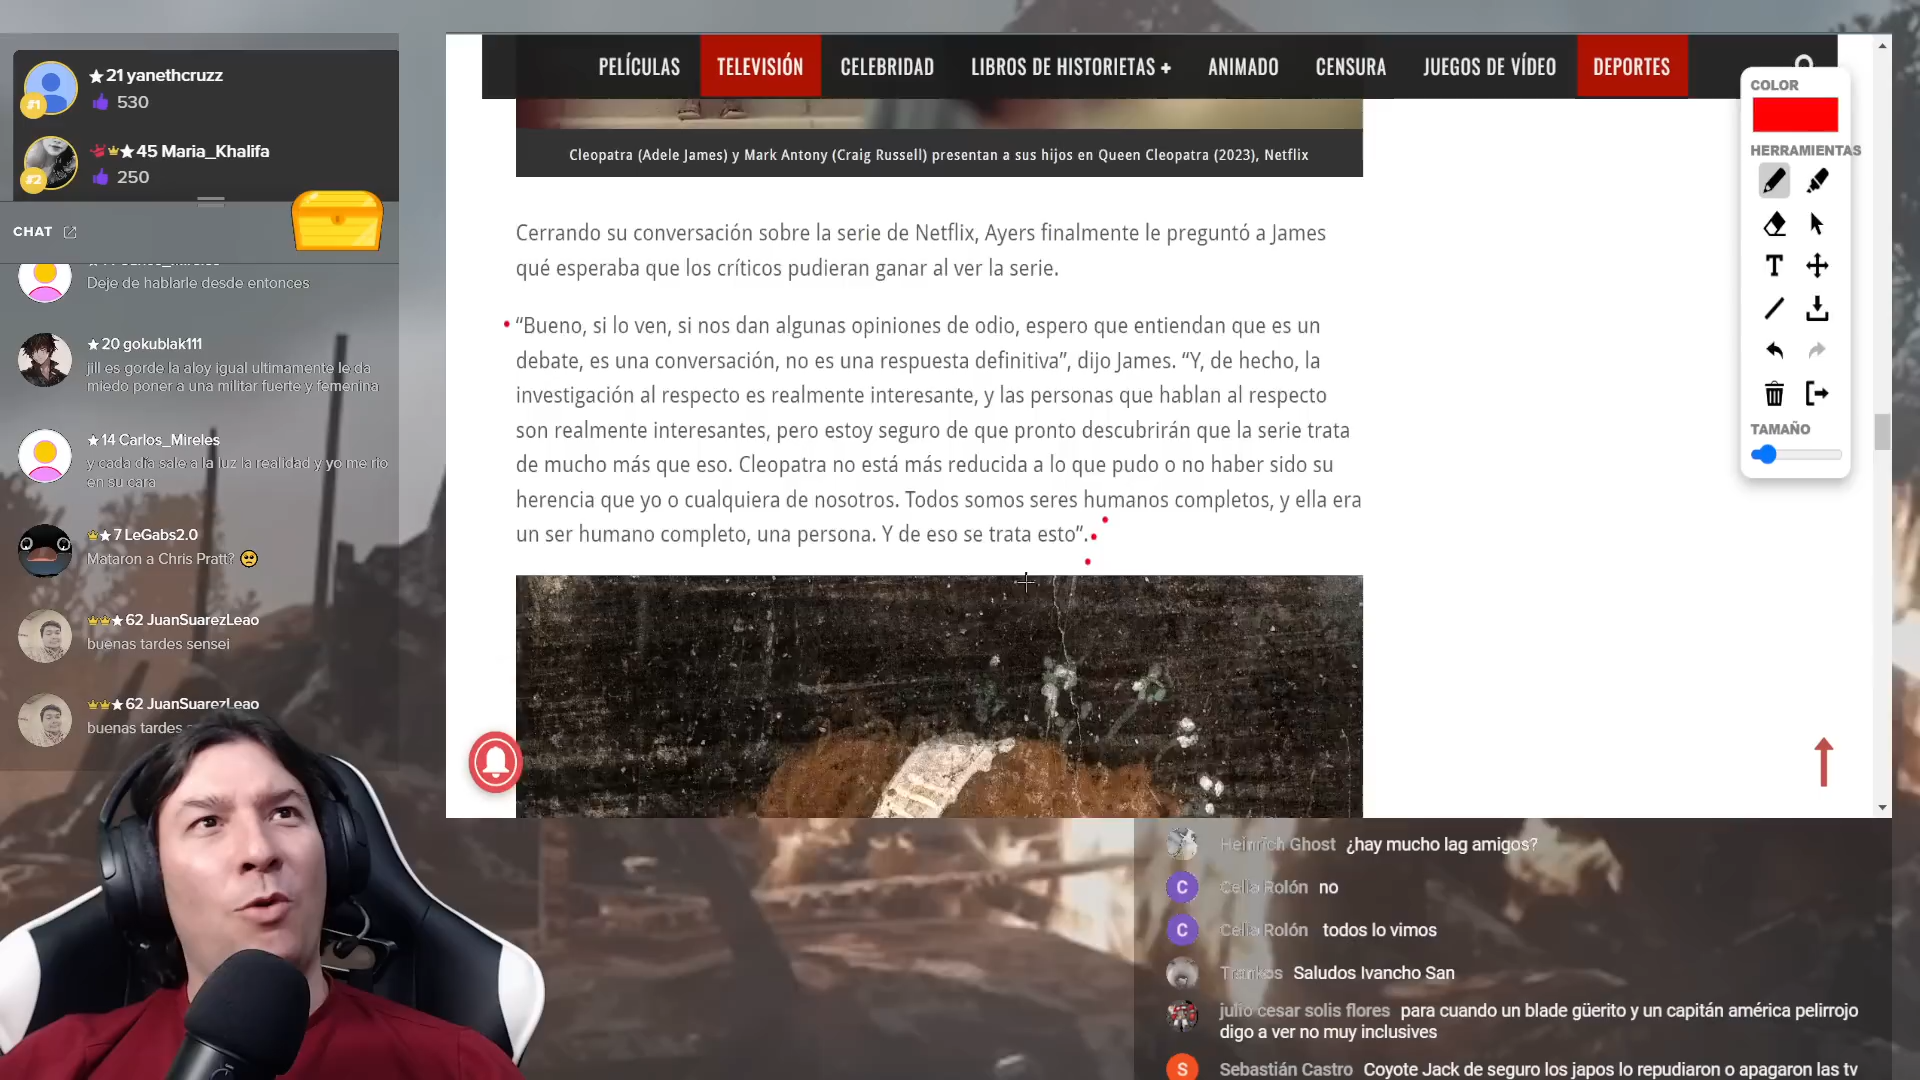 #1
★21 yanethcruzz
530
#2
★45 Maria_Khalifa
250
CHAT
Deje de hablarle desde entonces
★20 gokublak111
jill es gorde la aloy igual ultimamente le da
miedo poner a una militar fuerte y femenina
★14 Carlos_Mireles
y cada día sale a la luz la realidad y yo me rio
en su cara
★7 LeGabs2.0
Mataron a Chris Pratt? 🥺
★62 JuanSuarezLeao
buenas tardes sensei
★62 JuanSuarezLeao
buenas tardes
PELÍCULAS TELEVISIÓN CELEBRIDAD LIBROS DE HISTORIETAS + ANIMADO CENSURA JUEGOS DE VÍDEO DEPORTES
Cleopatra (Adele James) y Mark Antony (Craig Russell) presentan a sus hijos en Queen Cleopatra (2023), Netflix
Cerrando su conversación sobre la serie de Netflix, Ayers finalmente le preguntó a James
qué esperaba que los críticos pudieran ganar al ver la serie.
“Bueno, si lo ven, si nos dan algunas opiniones de odio, espero que entiendan que es un
debate, es una conversación, no es una respuesta definitiva”, dijo James. “Y, de hecho, la
investigación al respecto es realmente interesante, y las personas que hablan al respecto
son realmente interesantes, pero estoy seguro de que pronto descubrirán que la serie trata
de mucho más que eso. Cleopatra no está más reducida a lo que pudo o no haber sido su
herencia que yo o cualquiera de nosotros. Todos somos seres humanos completos, y ella era
un ser humano completo, una persona. Y de eso se trata esto”.
COLOR
HERRAMIENTAS
T
TAMAÑO
Heinrich Ghost ¿hay mucho lag amigos?
C Celia Rolón no
C Celia Rolón todos lo vimos
Trankos Saludos Ivancho San
julio cesar solis flores para cuando un blade güerito y un capitán américa pelirrojo
digo a ver no muy inclusives
S Sebastián Castro Coyote Jack de seguro los japos lo repudiaron o apagaron las tv